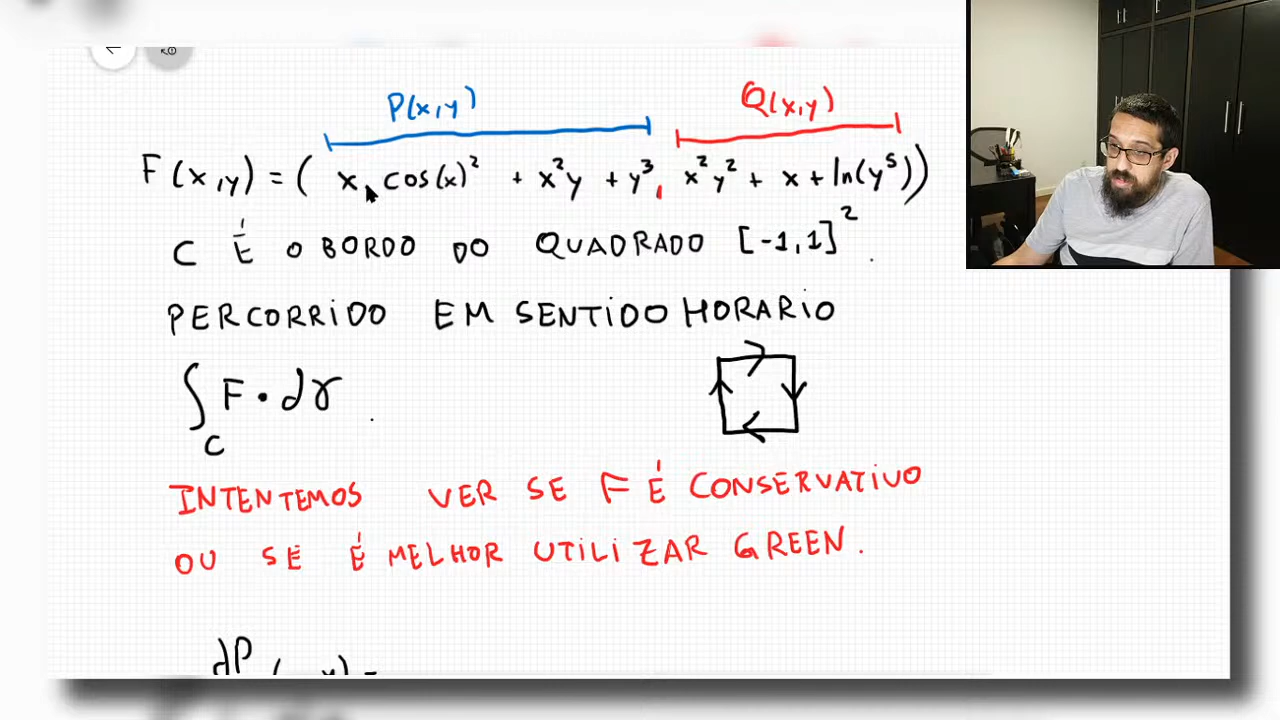 P(x,y) Q(x,y)
F(x,y) = ( x cos(x)² + x²y + y³, x²y² + x + ln(y⁵))
C É O BORDO DO QUADRADO [-1,1]².
PERCORRIDO EM SENTIDO HORARIO
∫_C F · dr
INTENTEMOS VER SE F É CONSERVATIVO
OU SE É MELHOR UTILIZAR GREEN.